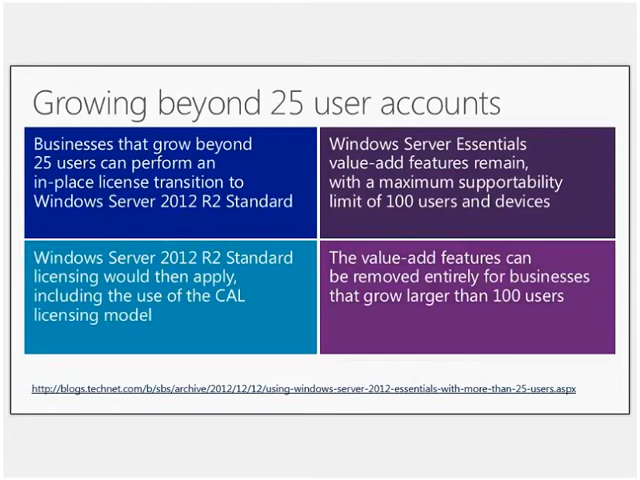 Growing beyond 25 user accounts
Businesses that grow beyond
25 users can perform an
in-place license transition to
Windows Server 2012 R2 Standard
Windows Server Essentials
value-add features remain,
with a maximum supportability
limit of 100 users and devices
Windows Server 2012 R2 Standard
licensing would then apply,
including the use of the CAL
licensing model
The value-add features can
be removed entirely for businesses
that grow larger than 100 users
http://blogs.technet.com/b/sbs/archive/2012/12/12/using-windows-server-2012-essentials-with-more-than-25-users.aspx